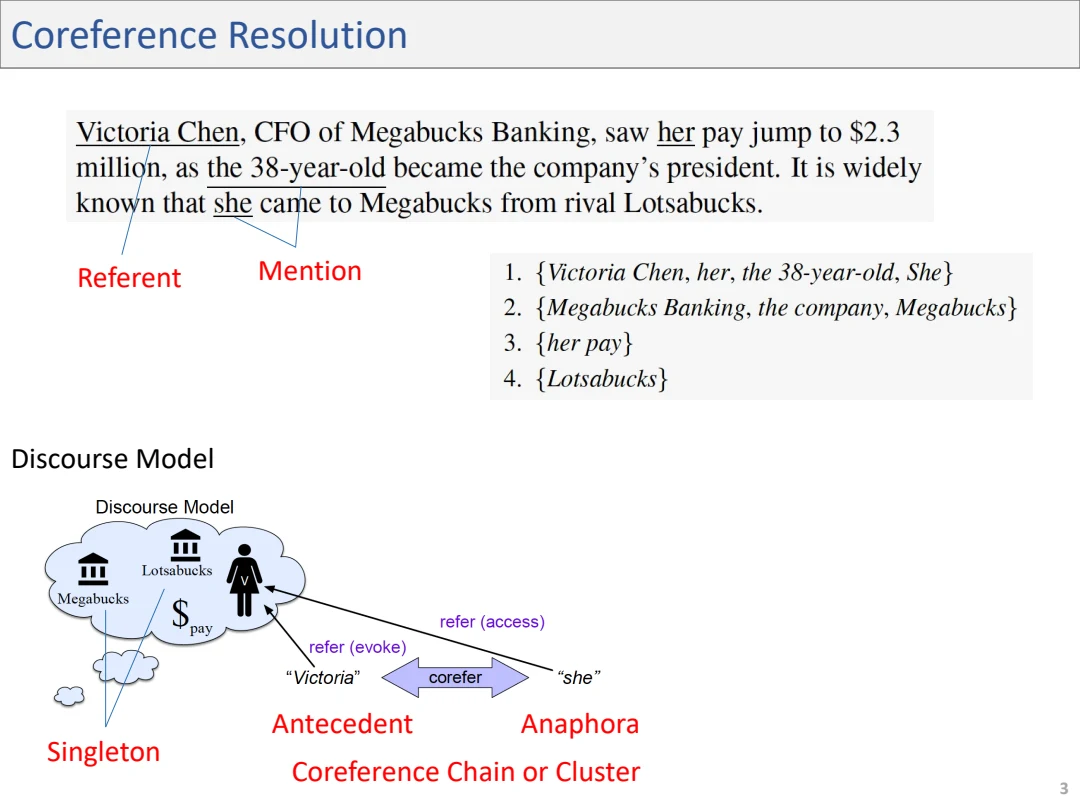 Coreference Resolution
Victoria Chen, CFO of Megabucks Banking, saw her pay jump to $2.3
million, as the 38-year-old became the company’s president. It is widely
known that she came to Megabucks from rival Lotsabucks.
Referent
Mention
1. {Victoria Chen, her, the 38-year-old, She}
2. {Megabucks Banking, the company, Megabucks}
3. {her pay}
4. {Lotsabucks}
Discourse Model
Discourse Model
Lotsabucks
Megabucks
V
$
pay
refer (access)
refer (evoke)
“Victoria”
corefer
“she”
Antecedent
Anaphora
Singleton
Coreference Chain or Cluster
3